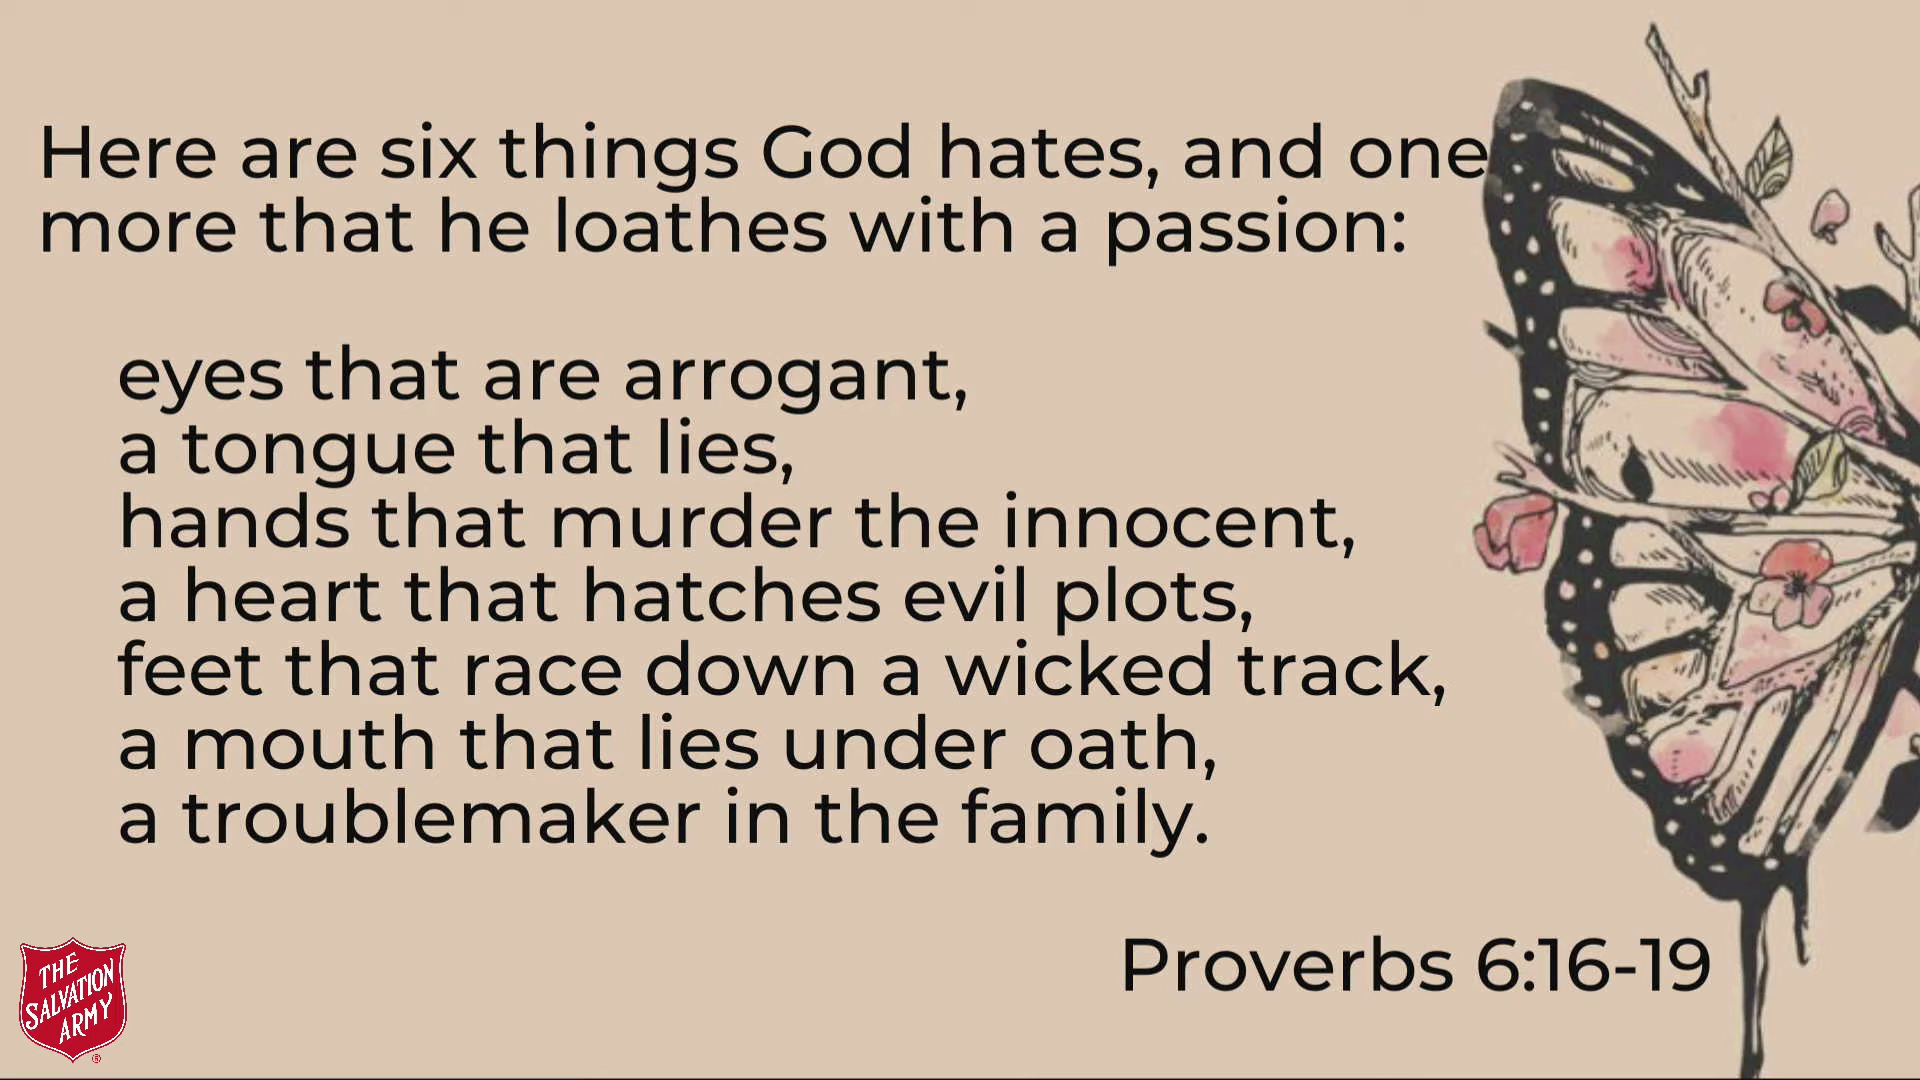 Here are six things God hates, and one
more that he loathes with a passion:
eyes that are arrogant,
a tongue that lies,
hands that murder the innocent,
a heart that hatches evil plots,
feet that race down a wicked track,
a mouth that lies under oath,
a troublemaker in the family.
Proverbs 6:16-19
THE
SALVATION
ARMY
®